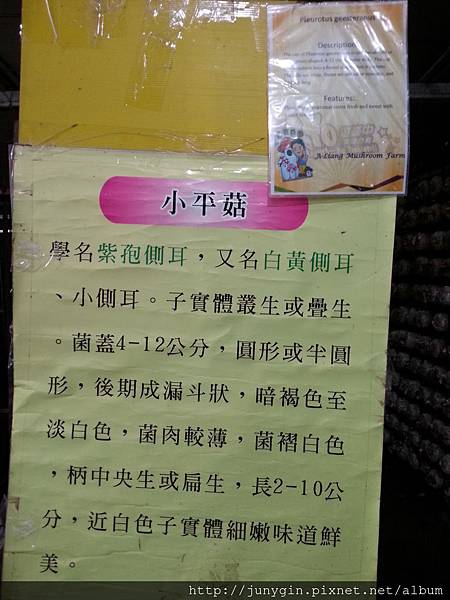 Pleurotus geesteranus
Description
Features:
A-Liang Mushroom Farm
小平菇
學名紫孢側耳，又名白黃側耳
、小側耳。子實體叢生或疊生
。菌蓋4-12公分，圓形或半圓
形，後期成漏斗狀，暗褐色至
淡白色，菌肉較薄，菌褶白色
，柄中央生或扁生，長2-10公
分，近白色子實體細嫩味道鮮
美。
http://junygin.pixnet.net/album